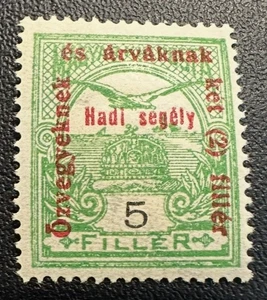 Özvegyeknek és árváknak két (2) fillér
Hadi segély
5
FILLÉR